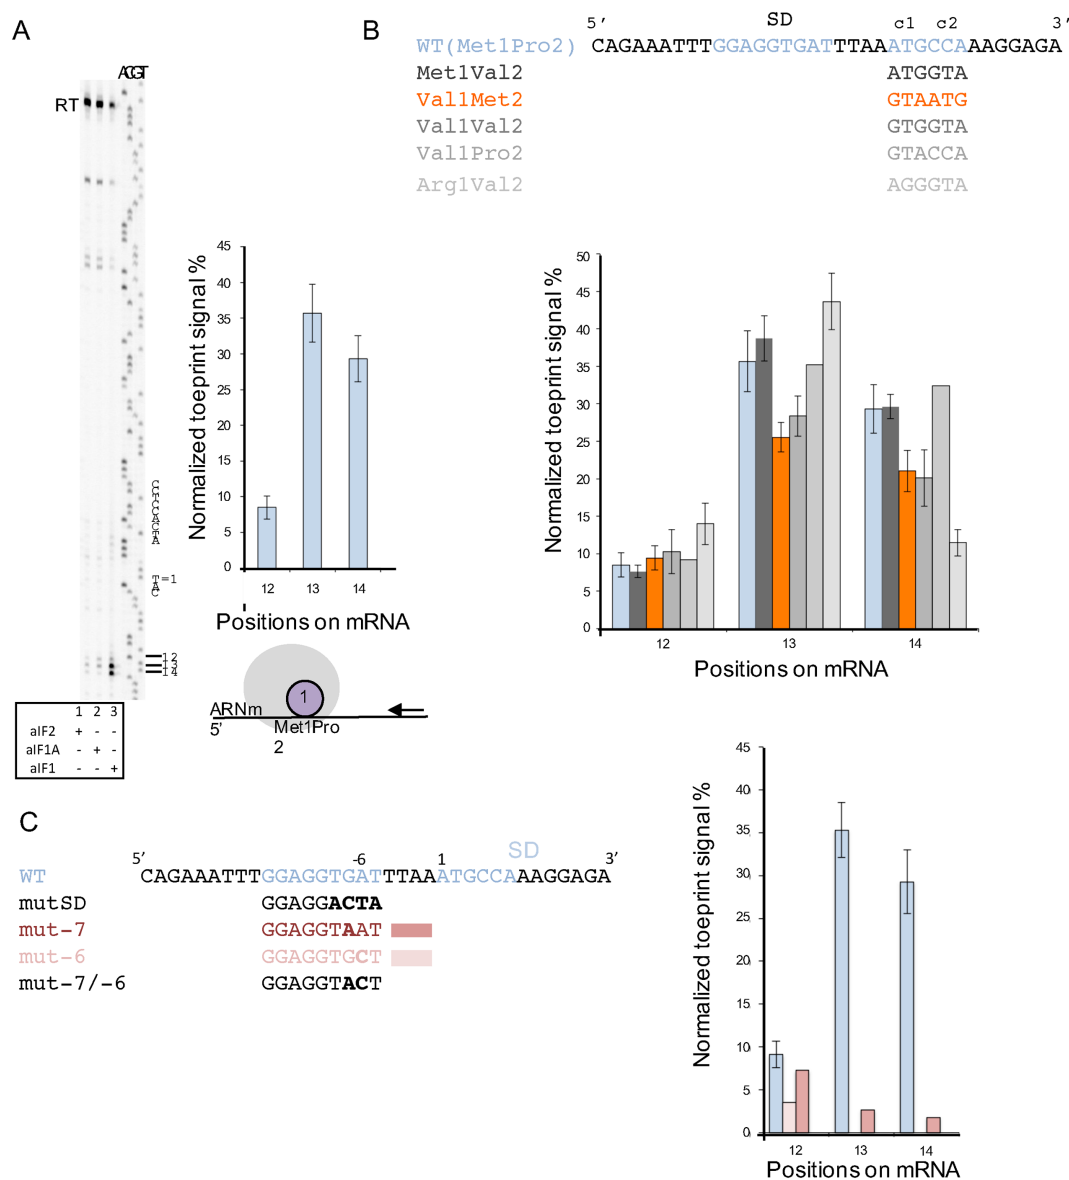 A
ACGT
RT
C
C
T
C
C
A
C
T
A
T=1
A
C
12
13
14
1 2 3
aIF2 + - -
aIF1A - + -
aIF1 - - +
Normalized toeprint signal %
45
40
35
30
25
20
15
10
5
0
12 13 14
Positions on mRNA
1
ARNm
5'
Met1Pro
2
B
5' SD c1 c2 3'
WT(Met1Pro2) CAGAAATTTGGAGGTGATTTAAATGCCAAAGGAGA
Met1Val2 ATGGTA
Val1Met2 GTAATG
Val1Val2 GTGGTA
Val1Pro2 GTACCA
Arg1Val2 AGGGTA
Normalized toeprint signal %
50
45
40
35
30
25
20
15
10
5
0
12 13 14
Positions on mRNA
C
5' -6 1 SD 3'
WT CAGAAATTTGGAGGTGATTTAAATGCCAAAGGAGA
mutSD GGAGGACTA
mut-7 GGAGGTAAT
mut-6 GGAGGTGCT
mut-7/-6 GGAGGTACT
Normalized toeprint signal %
45
40
35
30
25
30
15
10
5
0
12 13 14
Positions on mRNA